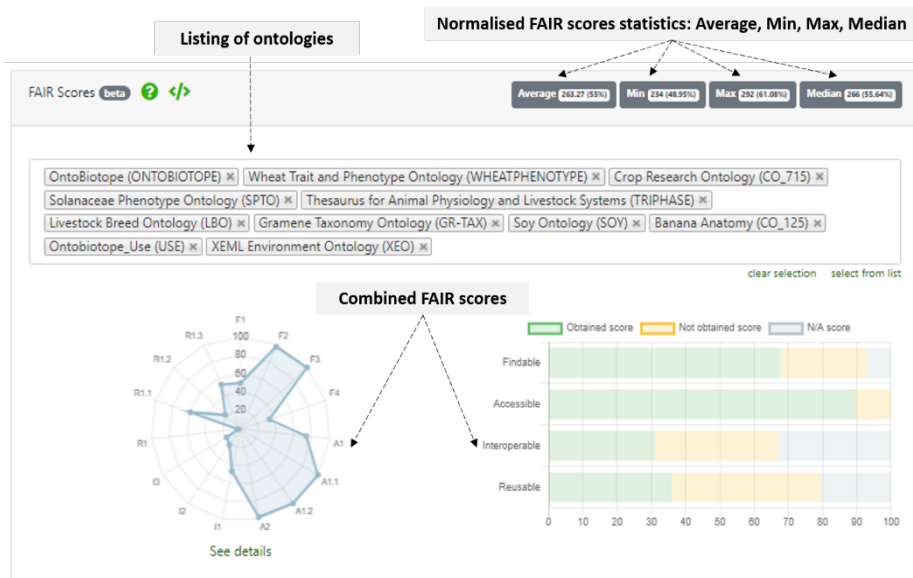 Normalised FAIR scores statistics: Average, Min, Max, Median
Listing of ontologies
FAIR Scores beta ? </>
Average 263.27 (55%) Min 234 (48.95%) Max 292 (61.08%) Median 266 (55.64%)
OntoBiotope (ONTOBIOTOPE) × Wheat Trait and Phenotype Ontology (WHEATPHENOTYPE) × Crop Research Ontology (CO_715) ×
Solanaceae Phenotype Ontology (SPTO) × Thesaurus for Animal Physiology and Livestock Systems (TRIPHASE) ×
Livestock Breed Ontology (LBO) × Gramene Taxonomy Ontology (GR-TAX) × Soy Ontology (SOY) × Banana Anatomy (CO_125) ×
Ontobiotope_Use (USE) × XEML Environment Ontology (XEO) ×
clear selection select from list
Combined FAIR scores
F1
F2
F3
F4
A1
A1.1
A1.2
A2
I1
I2
I3
R1
R1.1
R1.2
R1.3
100
80
60
40
20
See details
Obtained score Not obtained score N/A score
Findable
Accessible
Interoperable
Reusable
0 10 20 30 40 50 60 70 80 90 100